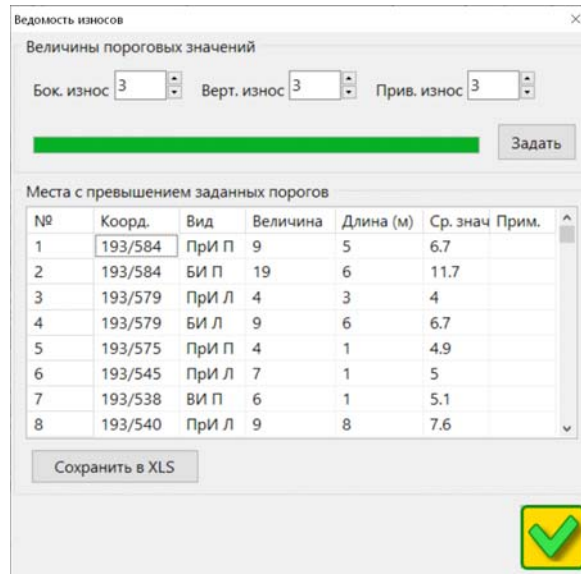 Ведомость износов
Величины пороговых значений
Бок. износ 3 Верт. износ 3 Прив. износ 3
Задать
Места с превышением заданных порогов
№ Коорд. Вид Величина Длина (м) Ср. знач Прим.
1 193/584 ПрИ П 9 5 6.7
2 193/584 БИ П 19 6 11.7
3 193/579 ПрИ Л 4 3 4
4 193/579 БИ Л 9 6 6.7
5 193/575 ПрИ П 4 1 4.9
6 193/545 ПрИ Л 7 1 5
7 193/538 ВИ П 6 1 5.1
8 193/540 ПрИ Л 9 8 7.6
Сохранить в XLS